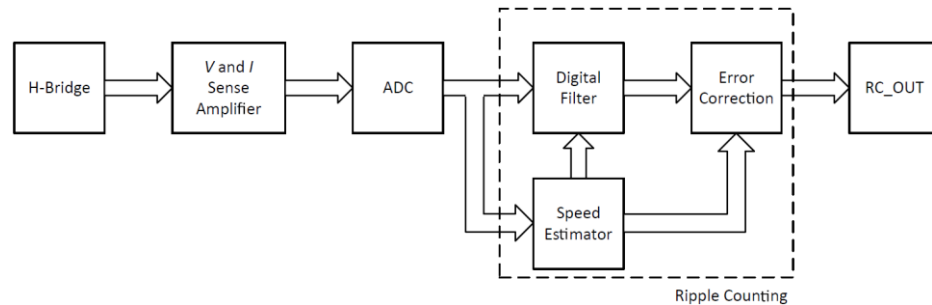 H-Bridge
V and I
Sense
Amplifier
ADC
Digital
Filter
Error
Correction
RC_OUT
Speed
Estimator
Ripple Counting